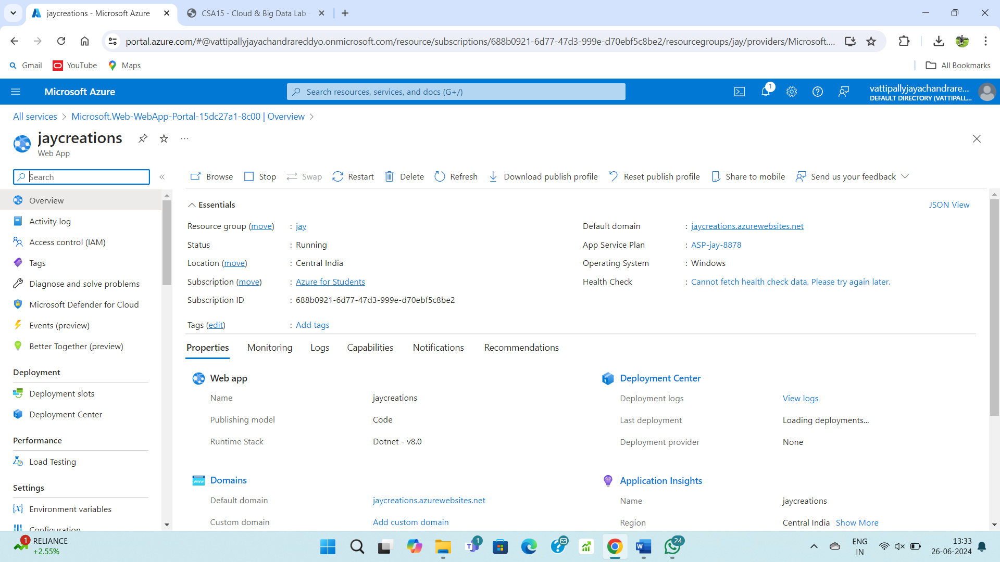 jaycreations - Microsoft Azure
CSA15 - Cloud & Big Data Lab -
portal.azure.com/#@vattipallyjayachandrareddyo.onmicrosoft.com/resource/subscriptions/688b0921-6d77-47d3-999e-d70ebf5c8be2/resourcegroups/jay/providers/Microsoft....
Gmail
YouTube
Maps
All Bookmarks
Microsoft Azure
Search resources, services, and docs (G+/)
1
vattipallyjayachandrare...
DEFAULT DIRECTORY (VATTIPALL...
All services > Microsoft.Web-WebApp-Portal-15dc27a1-8c00 | Overview >
jaycreations
Web App
Search
Browse
Stop
Swap
Restart
Delete
Refresh
Download publish profile
Reset publish profile
Share to mobile
Send us your feedback
Overview
Activity log
Access control (IAM)
Tags
Diagnose and solve problems
Microsoft Defender for Cloud
Events (preview)
Better Together (preview)
Deployment
Deployment slots
Deployment Center
Performance
Load Testing
Settings
Environment variables
Configuration
Essentials
JSON View
Resource group (move) : jay
Status : Running
Location (move) : Central India
Subscription (move) : Azure for Students
Subscription ID : 688b0921-6d77-47d3-999e-d70ebf5c8be2
Tags (edit) : Add tags
Default domain : jaycreations.azurewebsites.net
App Service Plan : ASP-jay-8878
Operating System : Windows
Health Check : Cannot fetch health check data. Please try again later.
Properties
Monitoring
Logs
Capabilities
Notifications
Recommendations
Web app
Name jaycreations
Publishing model Code
Runtime Stack Dotnet - v8.0
Domains
Default domain jaycreations.azurewebsites.net
Custom domain Add custom domain
Deployment Center
Deployment logs View logs
Last deployment Loading deployments...
Deployment provider None
Application Insights
Name jaycreations
Region Central India Show More
1
RELIANCE
+2.55%
1
24
ENG
IN
13:33
26-06-2024